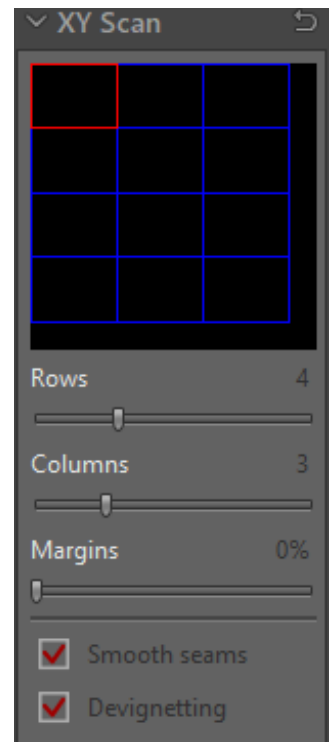 XY Scan
Rows 4
Columns 3
Margins 0%
Smooth seams
Devignetting